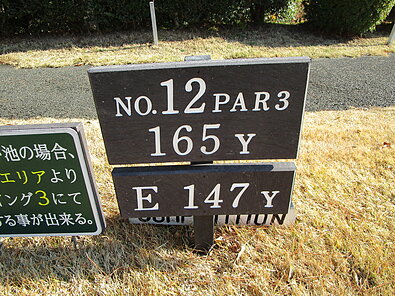 NO.12 PAR3
165 Y
E 147 Y
池の場合、
エリアより
ング3にて
する事が出来る。